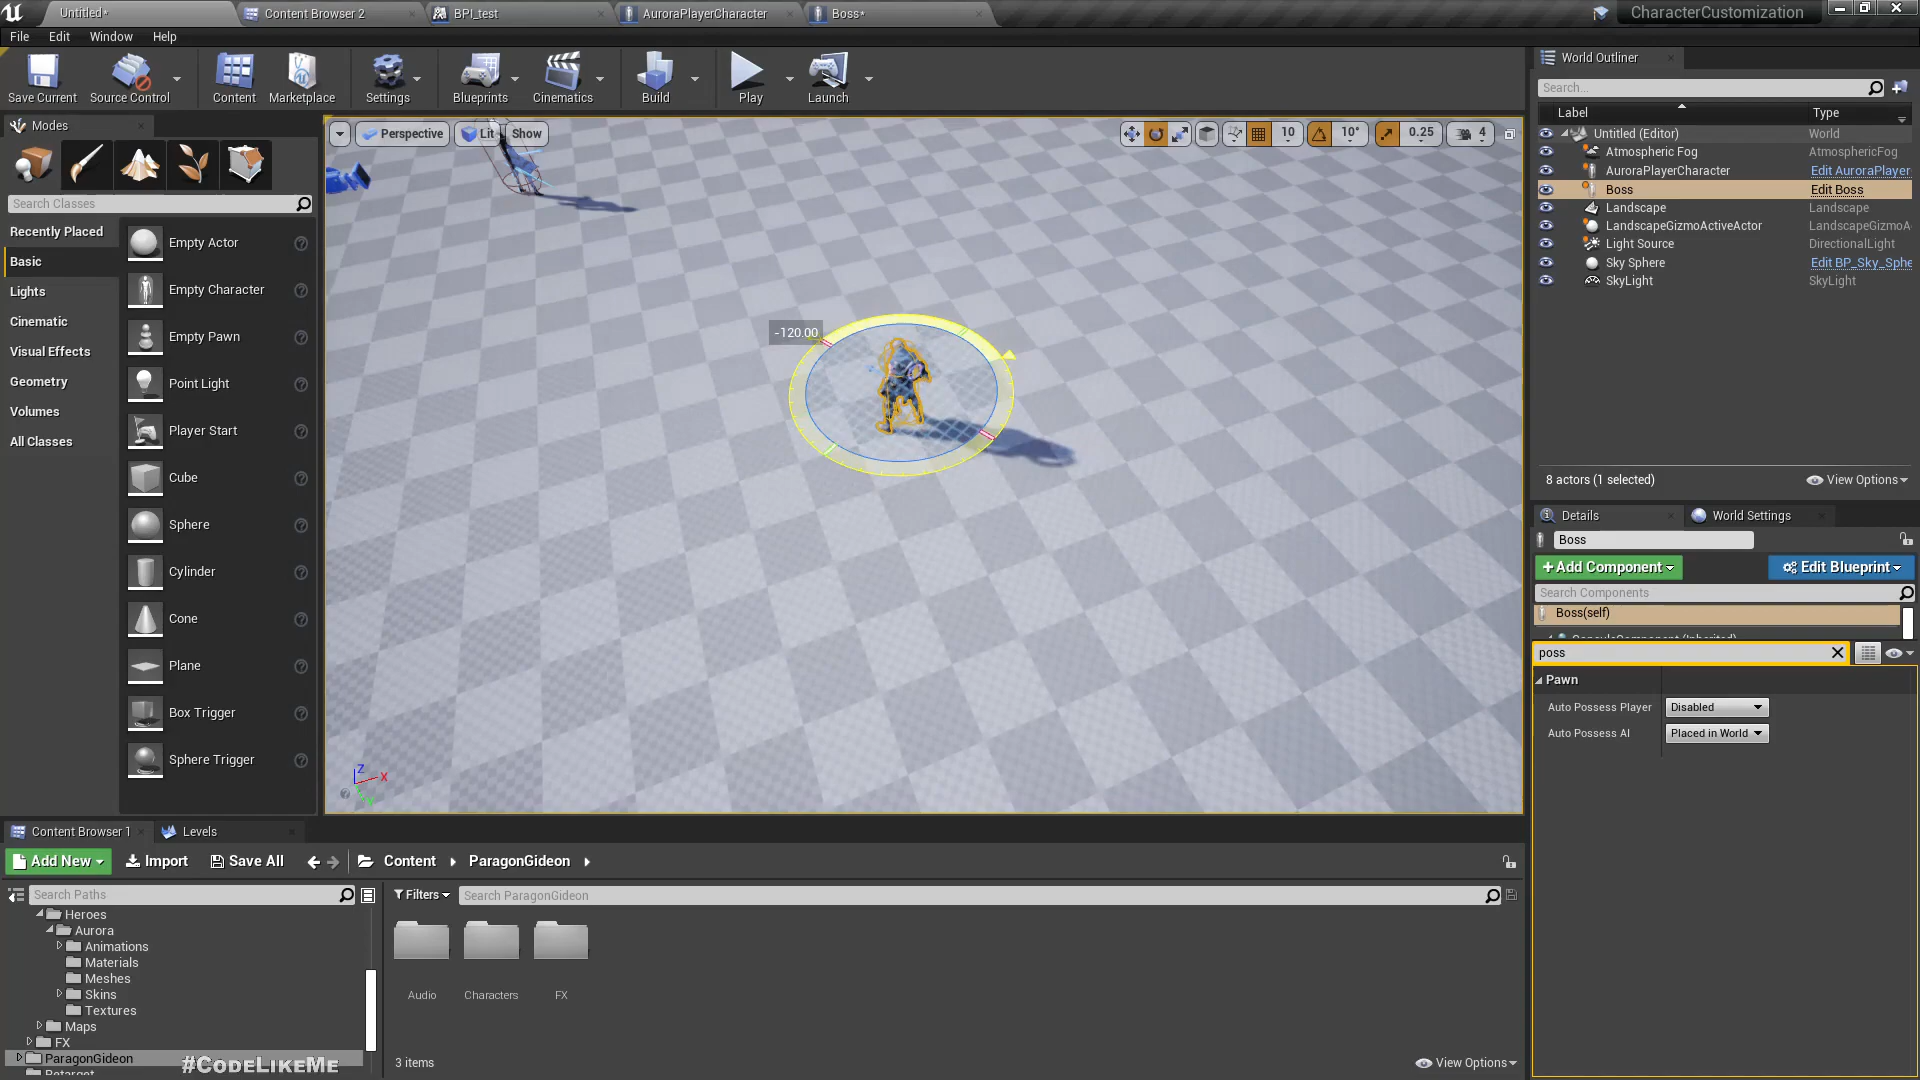 Untitled*
Content Browser 2
BPI_test
AuroraPlayerCharacter
Boss*
CharacterCustomization
File
Edit
Window
Help
Save Current
Source Control
Content
Marketplace
Settings
Blueprints
Cinematics
Build
Play
Launch
Modes
Search Classes
Recently Placed
Basic
Lights
Cinematic
Visual Effects
Geometry
Volumes
All Classes
Empty Actor
Empty Character
Empty Pawn
Point Light
Player Start
Cube
Sphere
Cylinder
Cone
Plane
Box Trigger
Sphere Trigger
Perspective
Lit
Show
10
10°
0.25
4
-120.00
Z
X
Y
World Outliner
Search...
Label
Type
Untitled (Editor)
World
Atmospheric Fog
AtmosphericFog
AuroraPlayerCharacter
Edit AuroraPlayer
Boss
Edit Boss
Landscape
Landscape
LandscapeGizmoActiveActor
LandscapeGizmoA
Light Source
DirectionalLight
Sky Sphere
Edit BP_Sky_Sphe
SkyLight
SkyLight
8 actors (1 selected)
View Options
Details
World Settings
Boss
+Add Component
Edit Blueprint
Search Components
Boss(self)
CapsuleComponent (Inherited)
poss
Pawn
Auto Possess Player
Disabled
Auto Possess AI
Placed in World
Content Browser 1
Levels
Add New
Import
Save All
Content
ParagonGideon
Search Paths
Filters
Search ParagonGideon
Heroes
Aurora
Animations
Materials
Meshes
Skins
Textures
Maps
FX
ParagonGideon
Retarget
Audio
Characters
FX
3 items
View Options
#CodeLikeMe